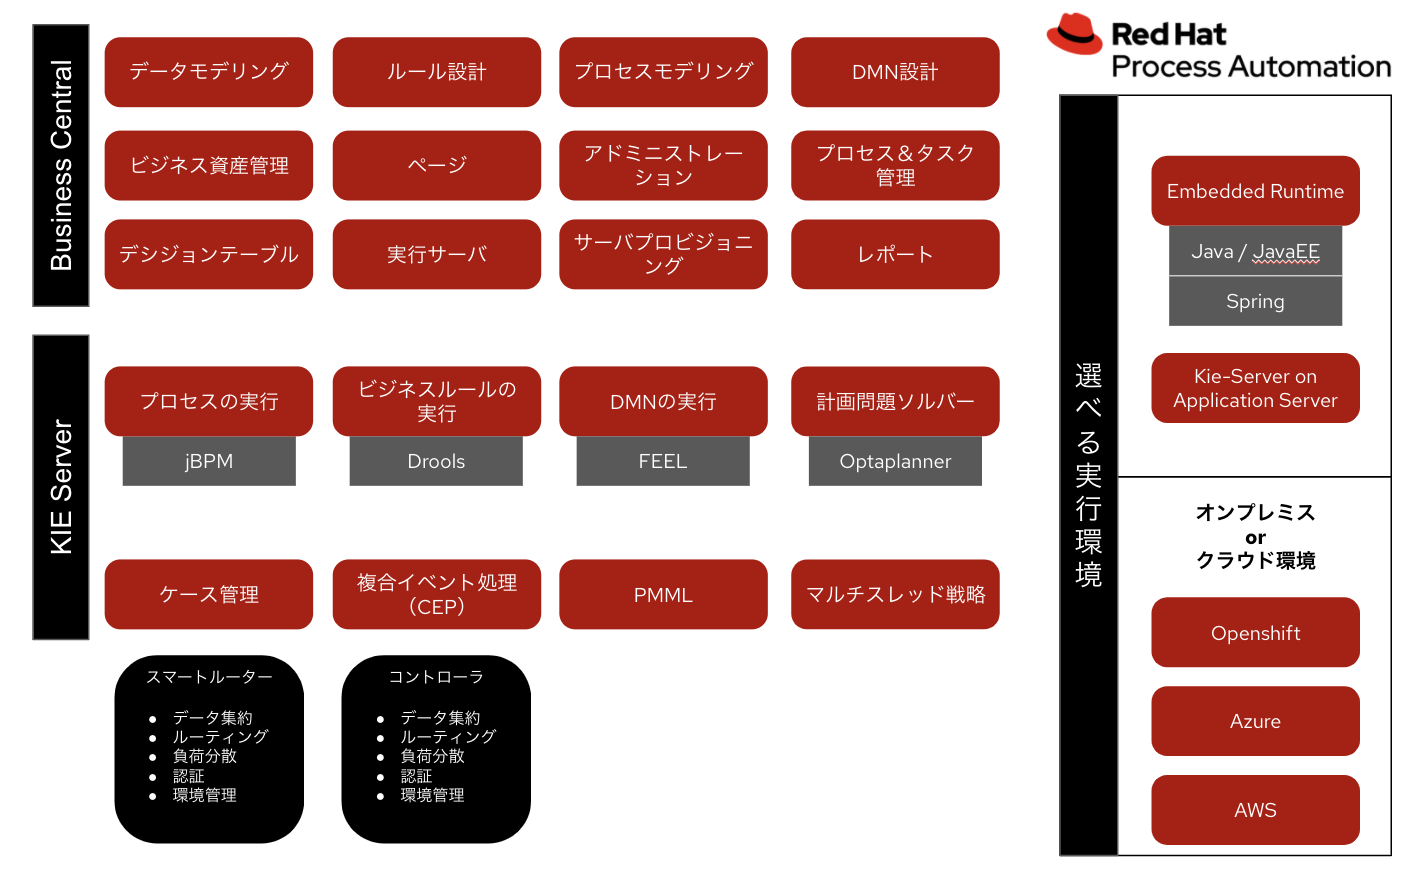 Red Hat
Process Automation
Business Central
データモデリング
ルール設計
プロセスモデリング
DMN設計
ビジネス資産管理
ページ
アドミニストレー
ション
プロセス＆タスク
管理
デシジョンテーブル
実行サーバ
サーバプロビジョニ
ング
レポート
KIE Server
プロセスの実行
jBPM
ビジネスルールの
実行
Drools
DMNの実行
FEEL
計画問題ソルバー
Optaplanner
ケース管理
複合イベント処理
（CEP）
PMML
マルチスレッド戦略
スマートルーター
● データ集約
● ルーティング
● 負荷分散
● 認証
● 環境管理
コントローラ
● データ集約
● ルーティング
● 負荷分散
● 認証
● 環境管理
選べる実行環境
Embedded Runtime
Java / JavaEE
Spring
Kie-Server on
Application Server
オンプレミス
or
クラウド環境
Openshift
Azure
AWS